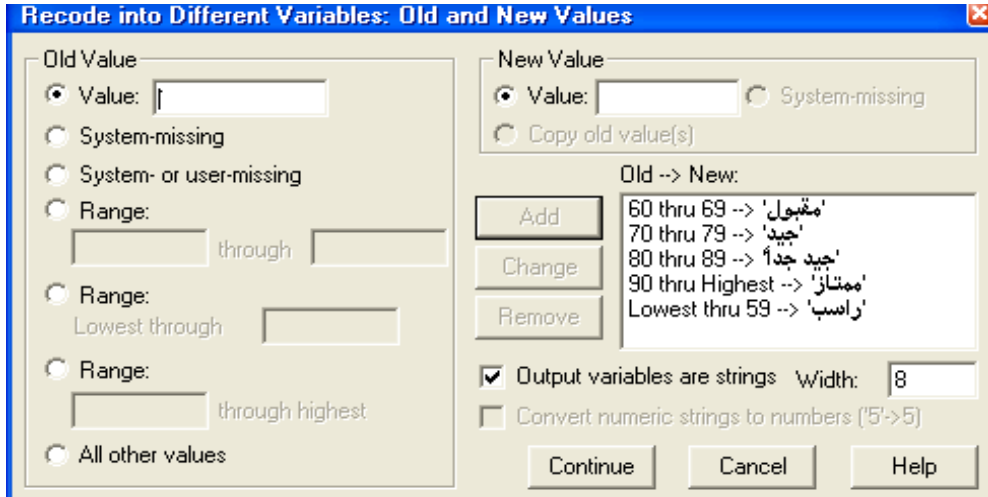 Recode into Different Variables: Old and New Values
Old Value
Value:
System-missing
System- or user-missing
Range:
through
Range:
Lowest through
Range:
through highest
All other values
New Value
Value:
System-missing
Copy old value(s)
Old --> New:
Add
Change
Remove
60 thru 69 --> 'مقبول'
70 thru 79 --> 'جيد'
80 thru 89 --> 'جيد جداً'
90 thru Highest --> 'ممتاز'
Lowest thru 59 --> 'راسب'
Output variables are strings Width: 8
Convert numeric strings to numbers ('5'->5)
Continue Cancel Help